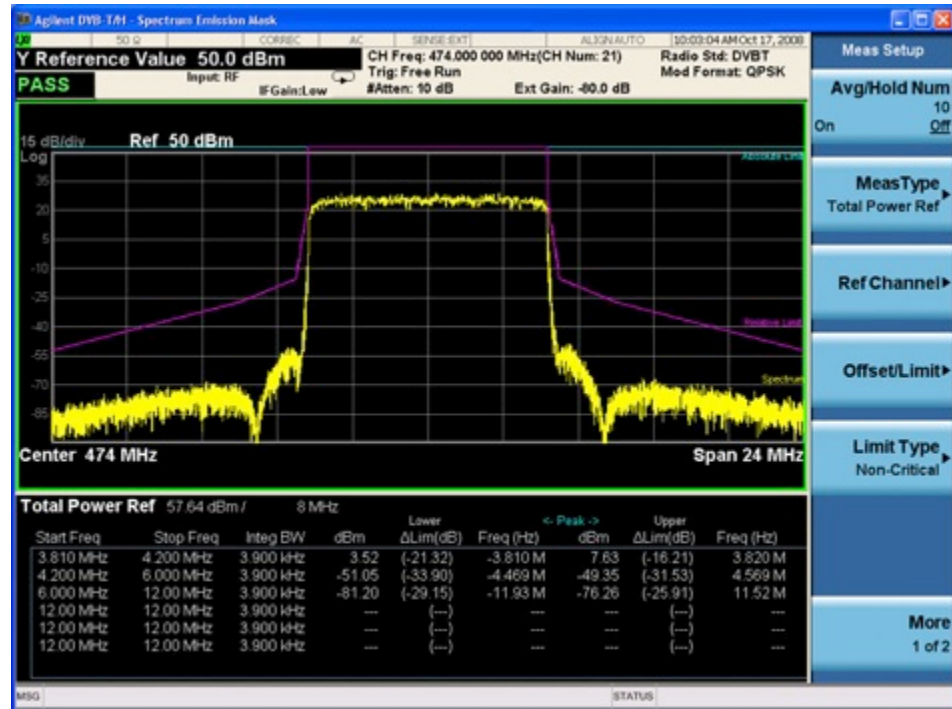 Agilent DVB-T/H - Spectrum Emission Mask
50 Ω CORREC AC SENSE:EXT ALIGN AUTO 10:03:04 AM Oct 17, 2008
Y Reference Value 50.0 dBm
CH Freq: 474.000 000 MHz(CH Num: 21) Radio Std: DVBT
Input: RF Trig: Free Run Mod Format: QPSK
PASS IFGain:Low #Atten: 10 dB Ext Gain: -80.0 dB
15 dB/div Ref 50 dBm
Log
Absolute Limit
35
20
5
-10
-25
-40
Relative Limit
-55
-70
Spectrum
-85
Center 474 MHz Span 24 MHz
Total Power Ref 57.64 dBm / 8 MHz
Lower <- Peak -> Upper
Start Freq Stop Freq Integ BW dBm ΔLim(dB) Freq (Hz) dBm ΔLim(dB) Freq (Hz)
3.810 MHz 4.200 MHz 3.900 kHz 3.52 (-21.32) -3.810 M 7.63 (-16.21) 3.820 M
4.200 MHz 6.000 MHz 3.900 kHz -51.05 (-33.90) -4.469 M -49.35 (-31.53) 4.569 M
6.000 MHz 12.00 MHz 3.900 kHz -81.20 (-29.15) -11.93 M -76.26 (-25.91) 11.52 M
12.00 MHz 12.00 MHz 3.900 kHz --- (---) --- --- (---) ---
12.00 MHz 12.00 MHz 3.900 kHz --- (---) --- --- (---) ---
12.00 MHz 12.00 MHz 3.900 kHz --- (---) --- --- (---) ---
MSG STATUS
Meas Setup
Avg/Hold Num
10
On Off
MeasType
Total Power Ref
Ref Channel
Offset/Limit
Limit Type
Non-Critical
More
1 of 2